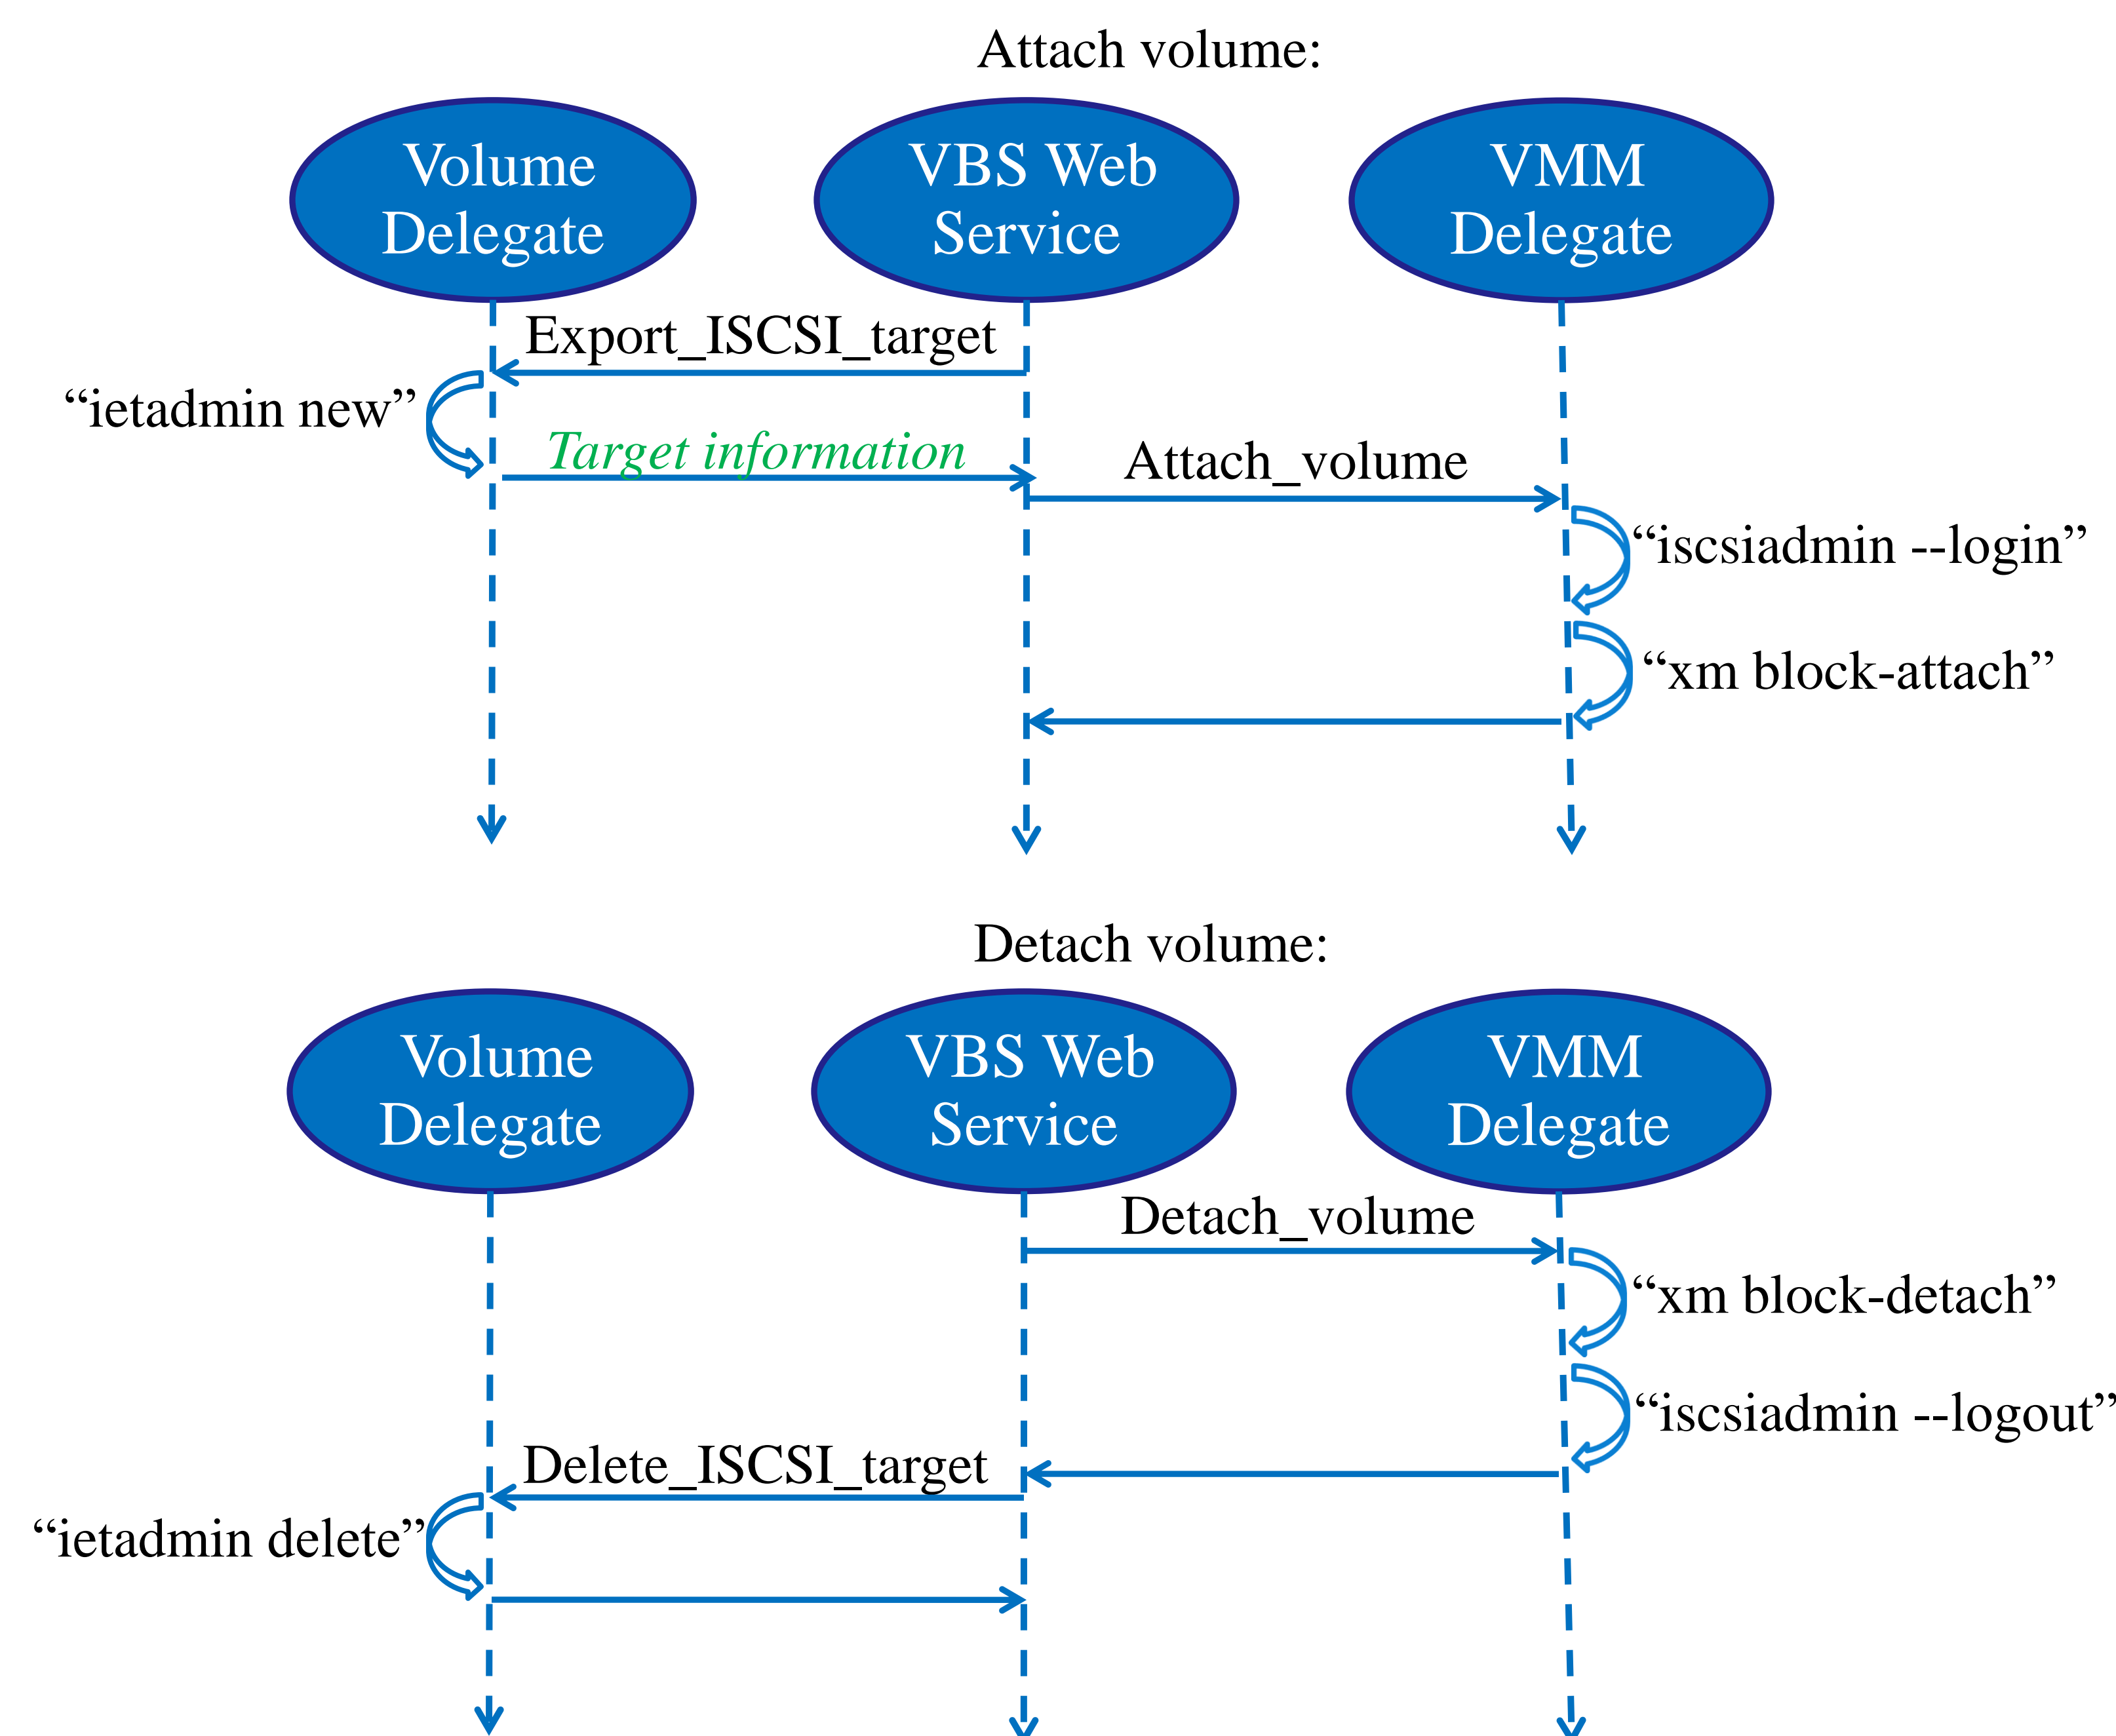 Attach volume:
Volume
Delegate
VBS Web
Service
VMM
Delegate
Export_ISCSI_target
“ietadmin new”
Target information
Attach_volume
“iscsiadmin --login”
“xm block-attach”
Detach volume:
Volume
Delegate
VBS Web
Service
VMM
Delegate
Detach_volume
“xm block-detach”
“iscsiadmin --logout”
Delete_ISCSI_target
“ietadmin delete”